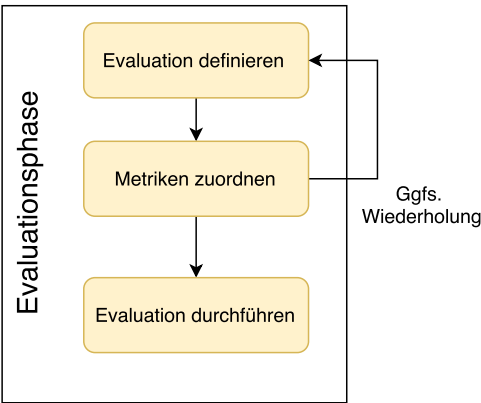 Evaluationsphase
Evaluation definieren
Metriken zuordnen
Ggfs.
Wiederholung
Evaluation durchführen